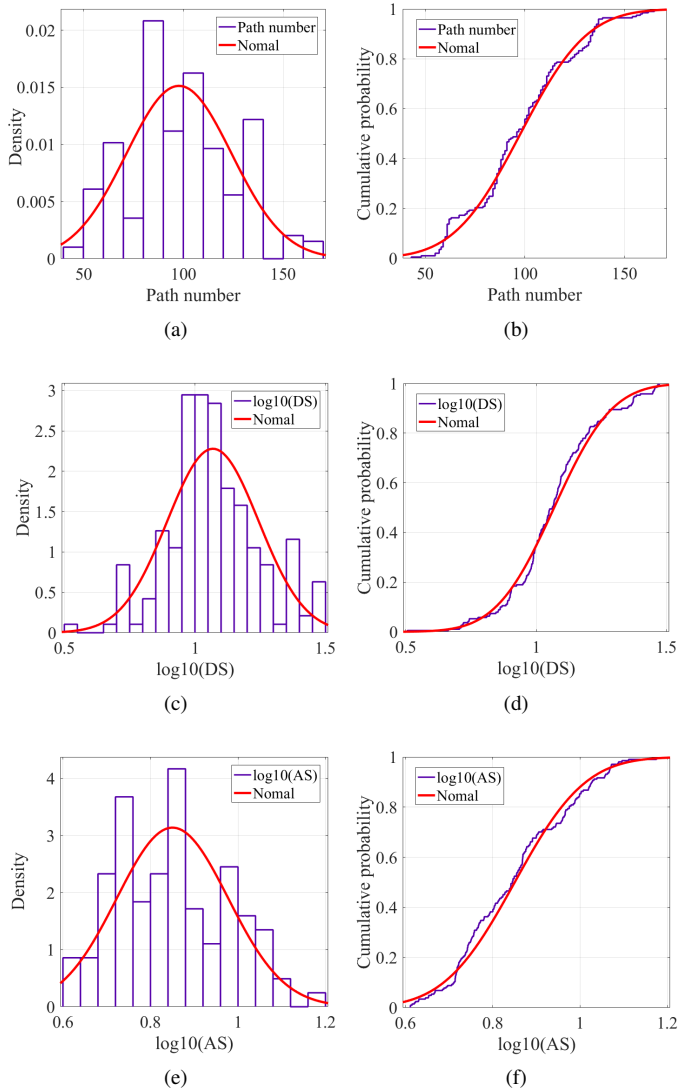 0.02
0.015
0.01
0.005
0
Density
Path number
Nomal
50
100
150
Path number
(a)
1
0.8
0.6
0.4
0.2
0
Cumulative probability
Path number
Nomal
50
100
150
Path number
(b)
3
2.5
2
1.5
1
0.5
0
Density
log10(DS)
Nomal
0.5
1
1.5
log10(DS)
(c)
1
0.8
0.6
0.4
0.2
0
Cumulative probability
log10(DS)
Nomal
0.5
1
1.5
log10(DS)
(d)
4
3
2
1
0
Density
log10(AS)
Nomal
0.6
0.8
1
1.2
log10(AS)
(e)
1
0.8
0.6
0.4
0.2
0
Cumulative probability
log10(AS)
Nomal
0.6
0.8
1
1.2
log10(AS)
(f)